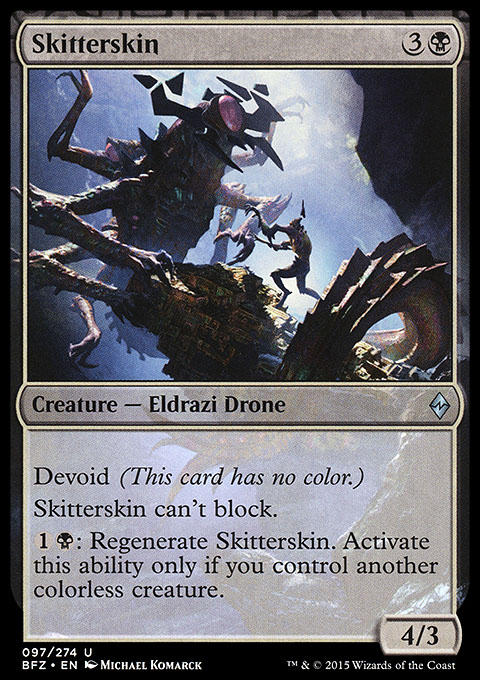 Skitterskin 3
Creature — Eldrazi Drone
Devoid (This card has no color.)
Skitterskin can't block.
1 : Regenerate Skitterskin. Activate
this ability only if you control another
colorless creature.
4/3
097/274 U
BFZ • EN Michael Komarck
™ & © 2015 Wizards of the Coast